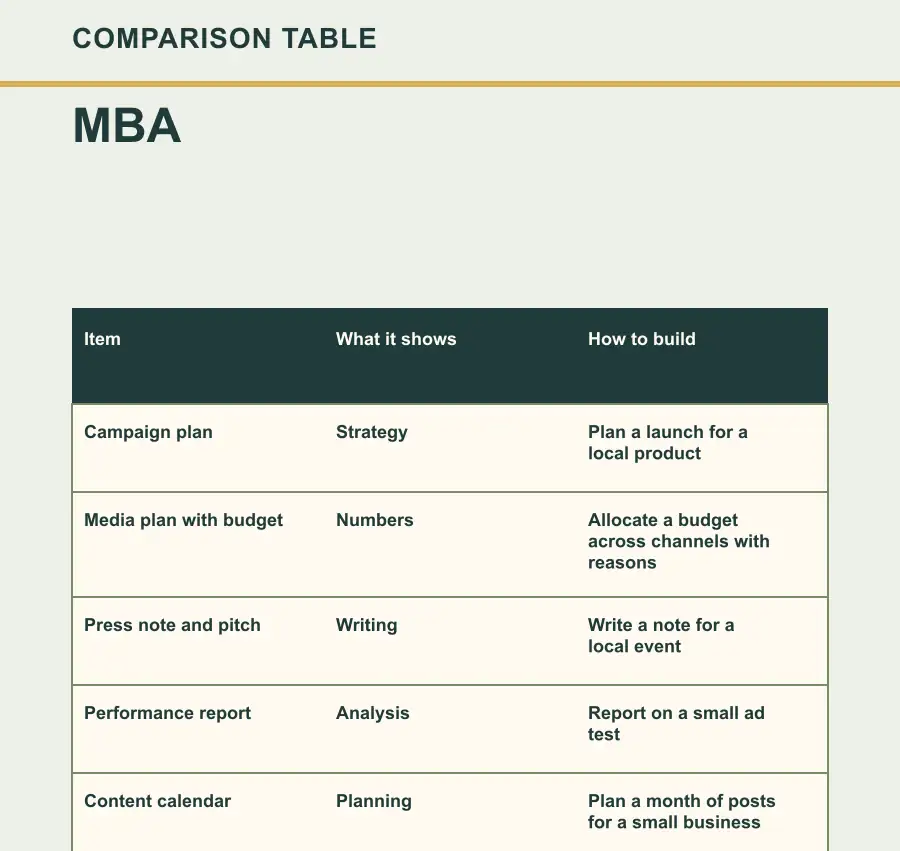 COMPARISON TABLE
MBA
Item What it shows How to build
Campaign plan Strategy Plan a launch for a
local product
Media plan with budget Numbers Allocate a budget
across channels with
reasons
Press note and pitch Writing Write a note for a
local event
Performance report Analysis Report on a small ad
test
Content calendar Planning Plan a month of posts
for a small business